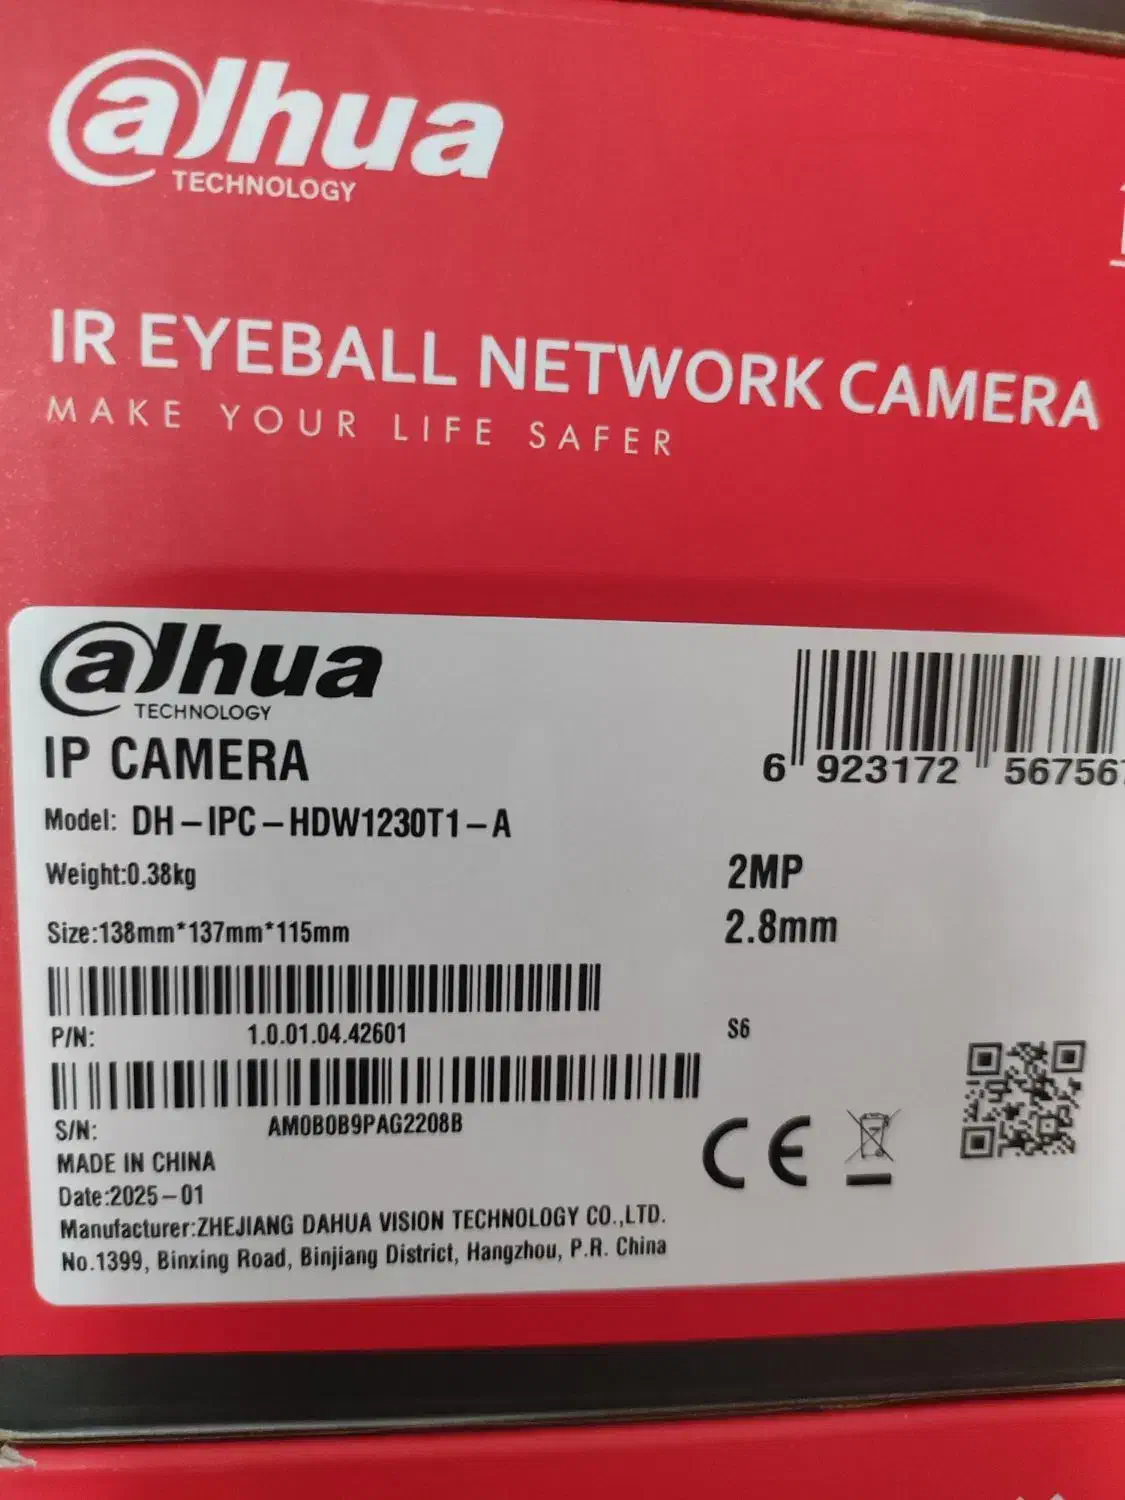 alhua
TECHNOLOGY
IR EYEBALL NETWORK CAMERA
MAKE YOUR LIFE SAFER
alhua
TECHNOLOGY
IP CAMERA
6 923172 567567
Model: DH-IPC-HDW1230T1-A
Weight:0.38kg
2MP
2.8mm
Size:138mm*137mm*115mm
P/N: 1.0.01.04.42601
S6
S/N: AM0B0B9PAG2208B
MADE IN CHINA
Date:2025-01
CE
Manufacturer:ZHEJIANG DAHUA VISION TECHNOLOGY CO.,LTD.
No.1399, Binxing Road, Binjiang District, Hangzhou, P.R. China